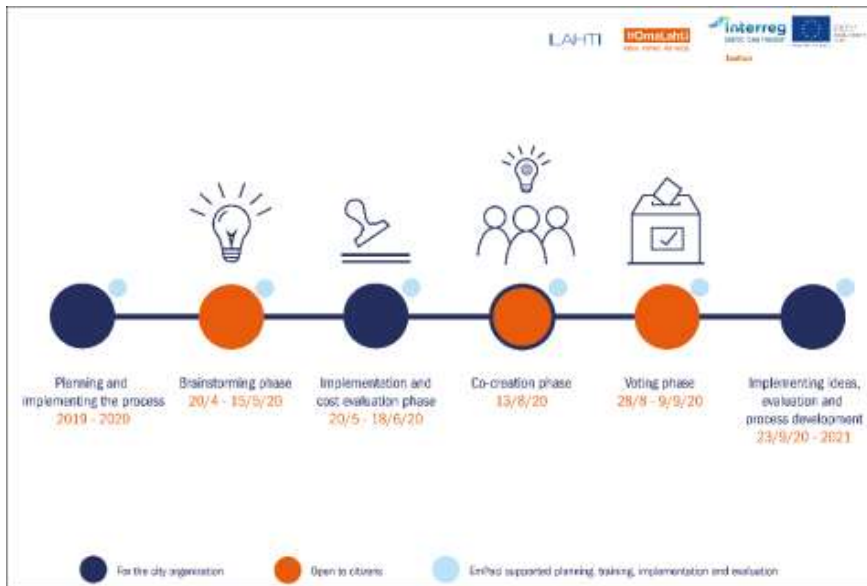 LAHTI
#OmaLahti
Interreg
Planning and
implementing the process
2019 - 2020
Brainstorming phase
20/4 - 15/5/20
Implementation and
cost evaluation phase
20/5 - 18/6/20
Co-creation phase
13/8/20
Voting phase
28/8 - 9/9/20
Implementing ideas,
evaluation and
process development
23/9/20 - 2021
For the city organization
Open to citizens
EmPaci supported planning, training, implementation and evaluation